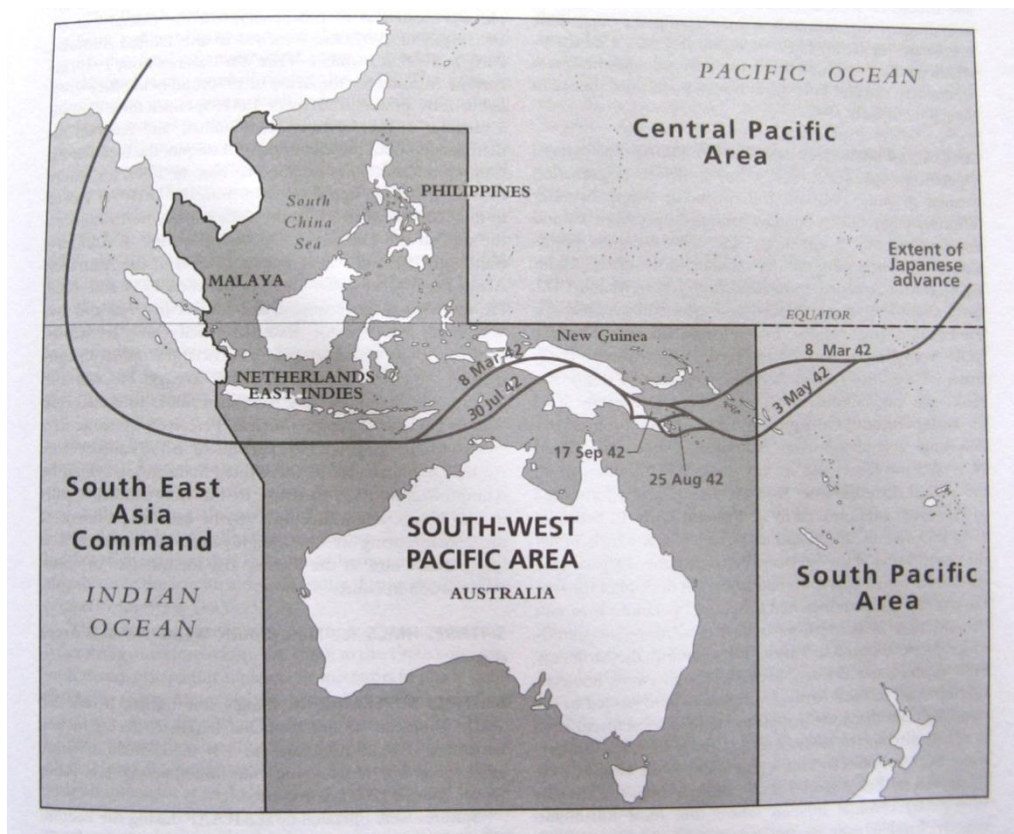 PACIFIC OCEAN
Central Pacific
Area
PHILIPPINES
South
China
Sea
Extent of
Japanese
advance
MALAYA
EQUATOR
New Guinea
8 Mar 42
8 Mar 42
NETHERLANDS
EAST INDIES
30 Jul 42
3 May 42
17 Sep 42
25 Aug 42
South East
Asia
Command
SOUTH-WEST
PACIFIC AREA
AUSTRALIA
South Pacific
Area
INDIAN
OCEAN